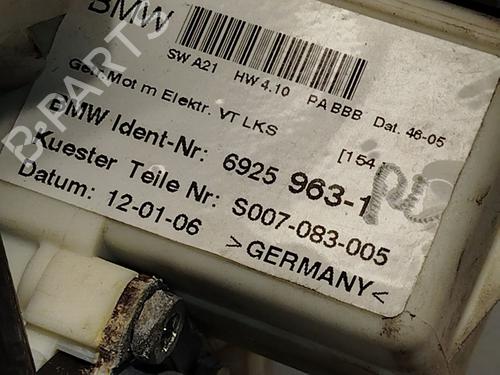 BMW
SW A21 HW 4.10 PA BBB Dat. 46-05
Getr.Mot m Elektr. VT LKS [154]
BMW Ident-Nr: 6925 963-1
Kuester Teile Nr: S007-083-005
Datum: 12-01-06 >GERMANY<
B-PARTS